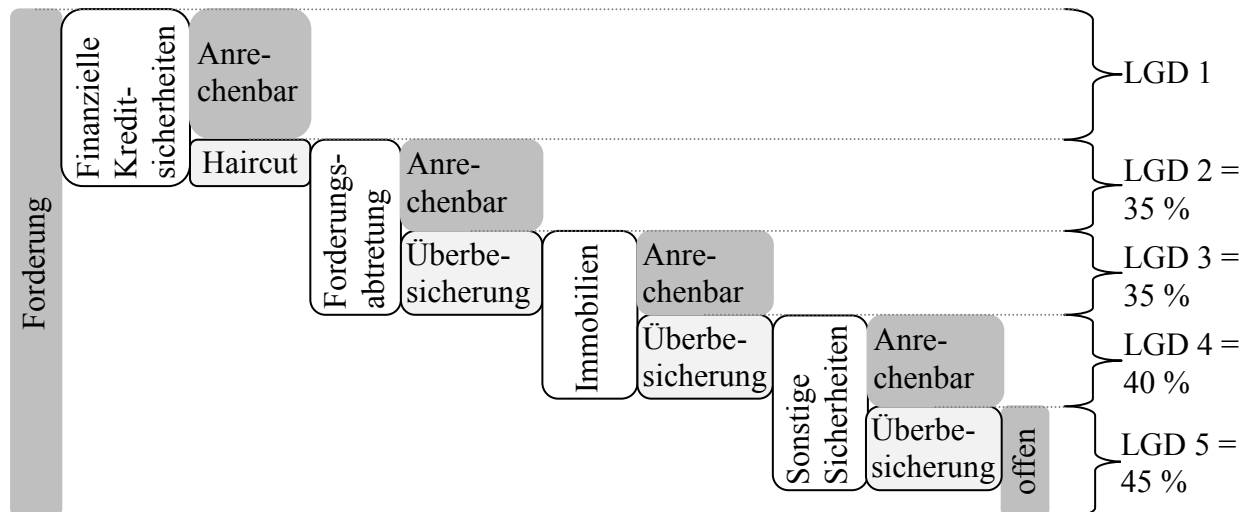 Forderung
Finanzielle
Kredit-
sicherheiten
Anre-
chenbar
Haircut
Forderungs-
abtretung
Anre-
chenbar
Überbe-
sicherung
Immobilien
Anre-
chenbar
Überbe-
sicherung
Sonstige
Sicherheiten
Anre-
chenbar
Überbe-
sicherung
offen
LGD 1
LGD 2 =
35 %
LGD 3 =
35 %
LGD 4 =
40 %
LGD 5 =
45 %